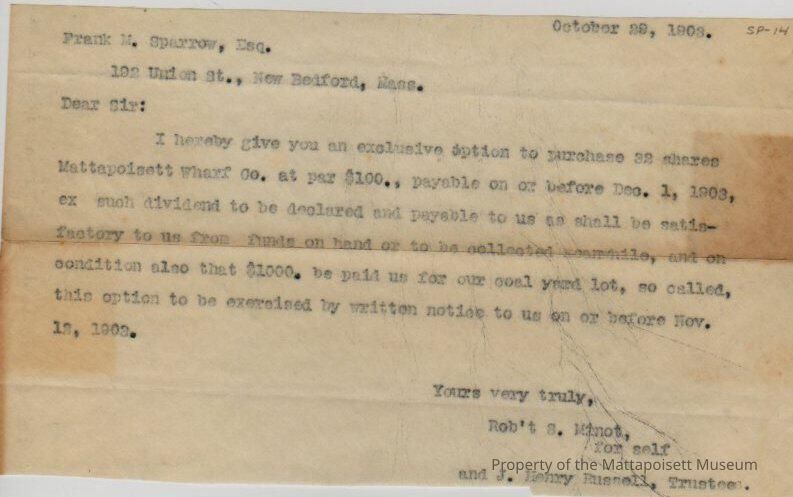 October 29, 1903.
SP-14
Frank M. Sparrow, Esq.
192 Union St., New Bedford, Mass.
Dear Sir:
I hereby give you an exclusive option to purchase 32 shares
Mattapoisett Wharf Co. at par $100., payable on or before Dec. 1, 1903,
ex such dividend to be declared and payable to us as shall be satis-
factory to us from funds on hand or to be collected meanwhile, and on
condition also that $1000. be paid us for our coal yard lot, so called,
this option to be exercised by written notice to us on or before Nov.
12, 1903.
Yours very truly,
Rob't S. Minot,
for self
Property of the Mattapoisett Museum
and J. Henry Russell, Trustees.